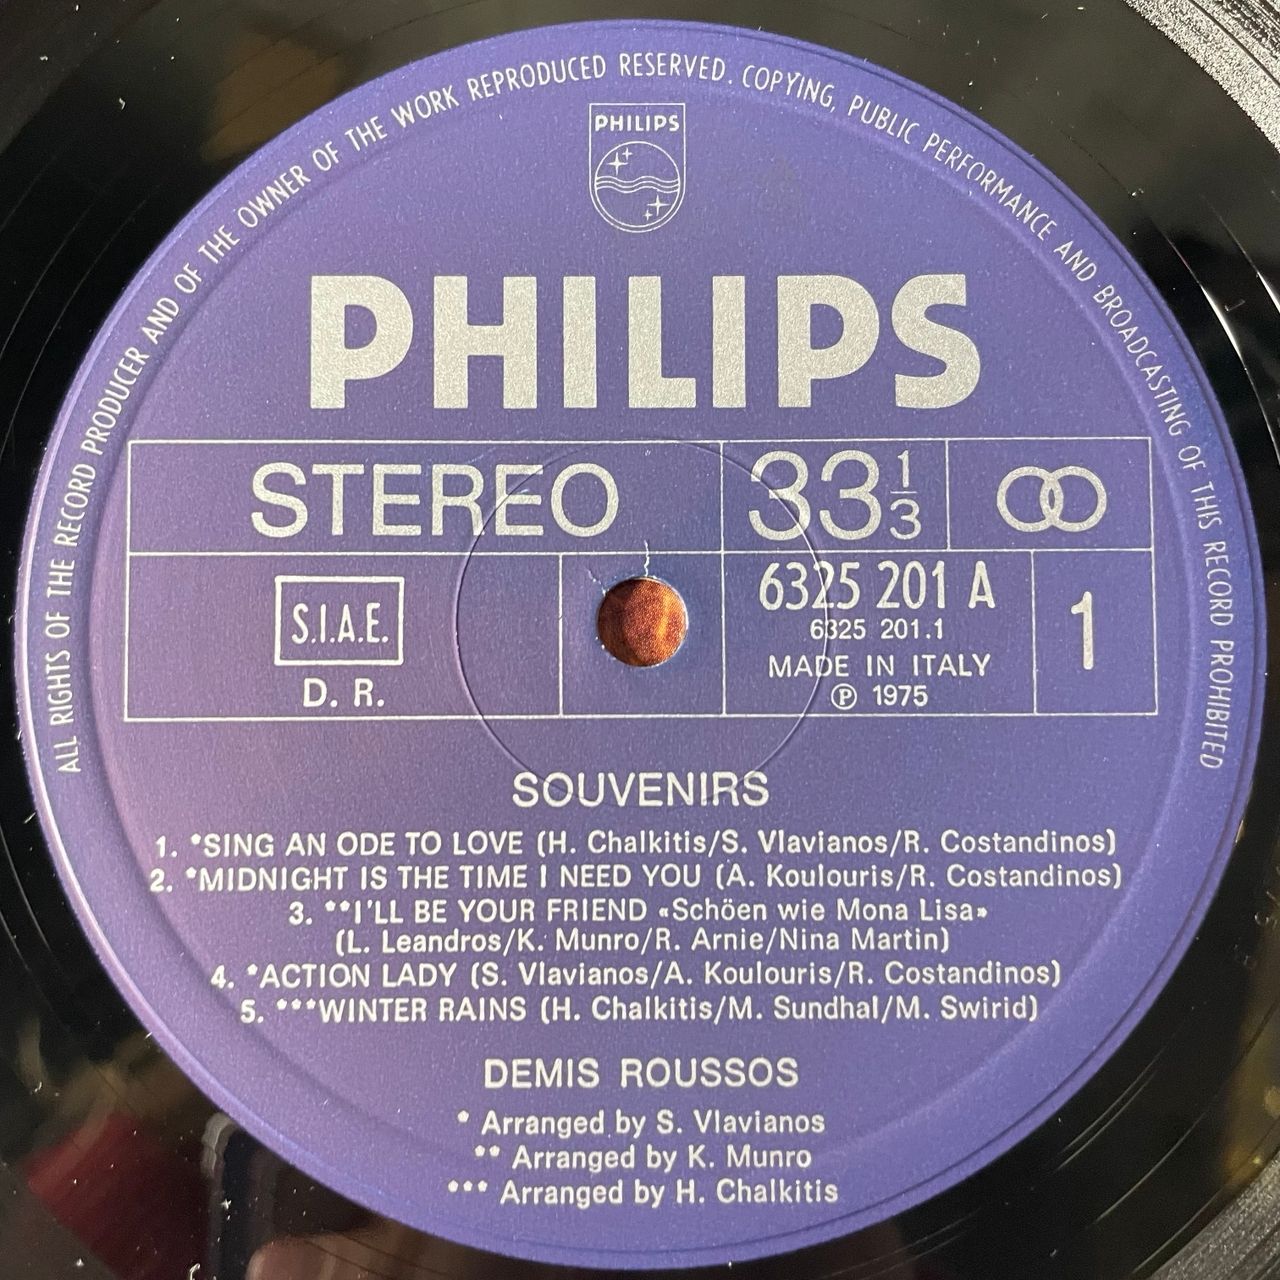 ALL RIGHTS OF THE RECORD PRODUCER AND OF THE OWNER OF THE WORK REPRODUCED RESERVED. COPYING, PUBLIC PERFORMANCE AND BROADCASTING OF THIS RECORD PROHIBITED
PHILIPS
PHILIPS
STEREO 33 1/3
S.I.A.E.
D. R.
6325 201 A
6325 201.1
MADE IN ITALY
℗ 1975
1
SOUVENIRS
1. *SING AN ODE TO LOVE (H. Chalkitis/S. Vlavianos/R. Costandinos)
2. *MIDNIGHT IS THE TIME I NEED YOU (A. Koulouris/R. Costandinos)
3. **I'LL BE YOUR FRIEND «Schöen wie Mona Lisa»
(L. Leandros/K. Munro/R. Arnie/Nina Martin)
4. *ACTION LADY (S. Vlavianos/A. Koulouris/R. Costandinos)
5. ***WINTER RAINS (H. Chalkitis/M. Sundhal/M. Swirid)
DEMIS ROUSSOS
* Arranged by S. Vlavianos
** Arranged by K. Munro
*** Arranged by H. Chalkitis